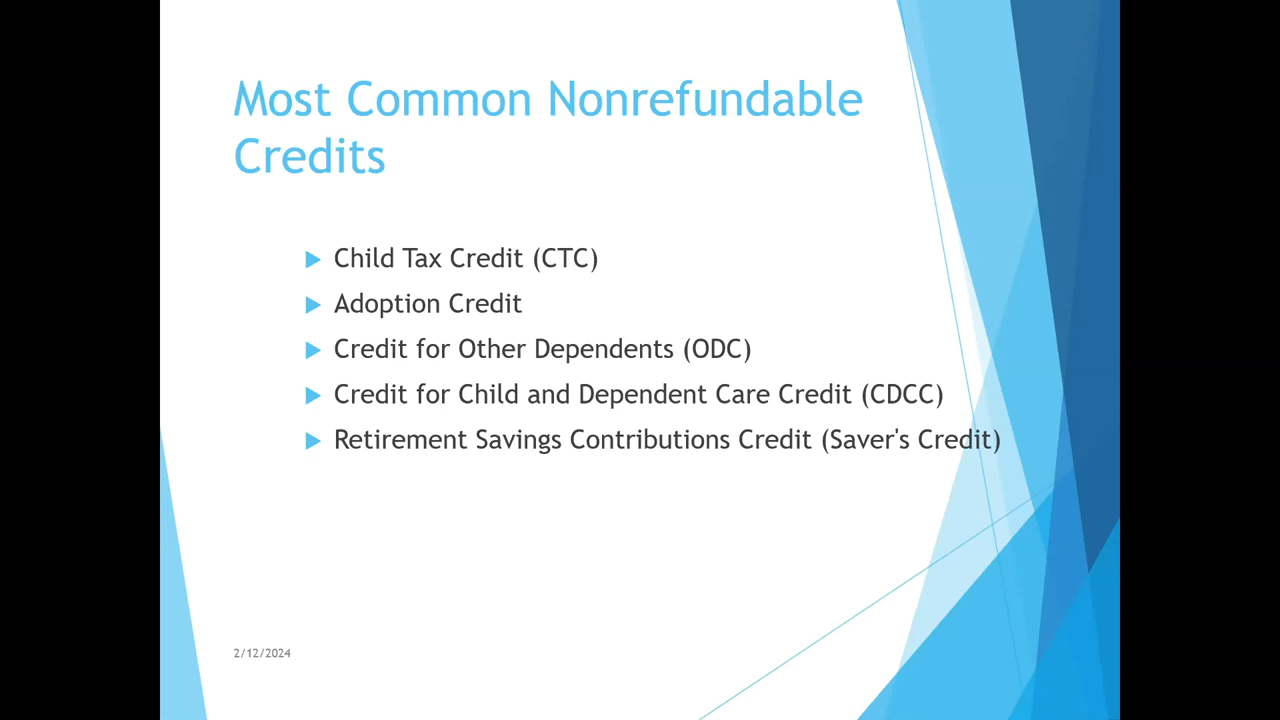 Most Common Nonrefundable
Credits
Child Tax Credit (CTC)
Adoption Credit
Credit for Other Dependents (ODC)
Credit for Child and Dependent Care Credit (CDCC)
Retirement Savings Contributions Credit (Saver's Credit)
2/12/2024